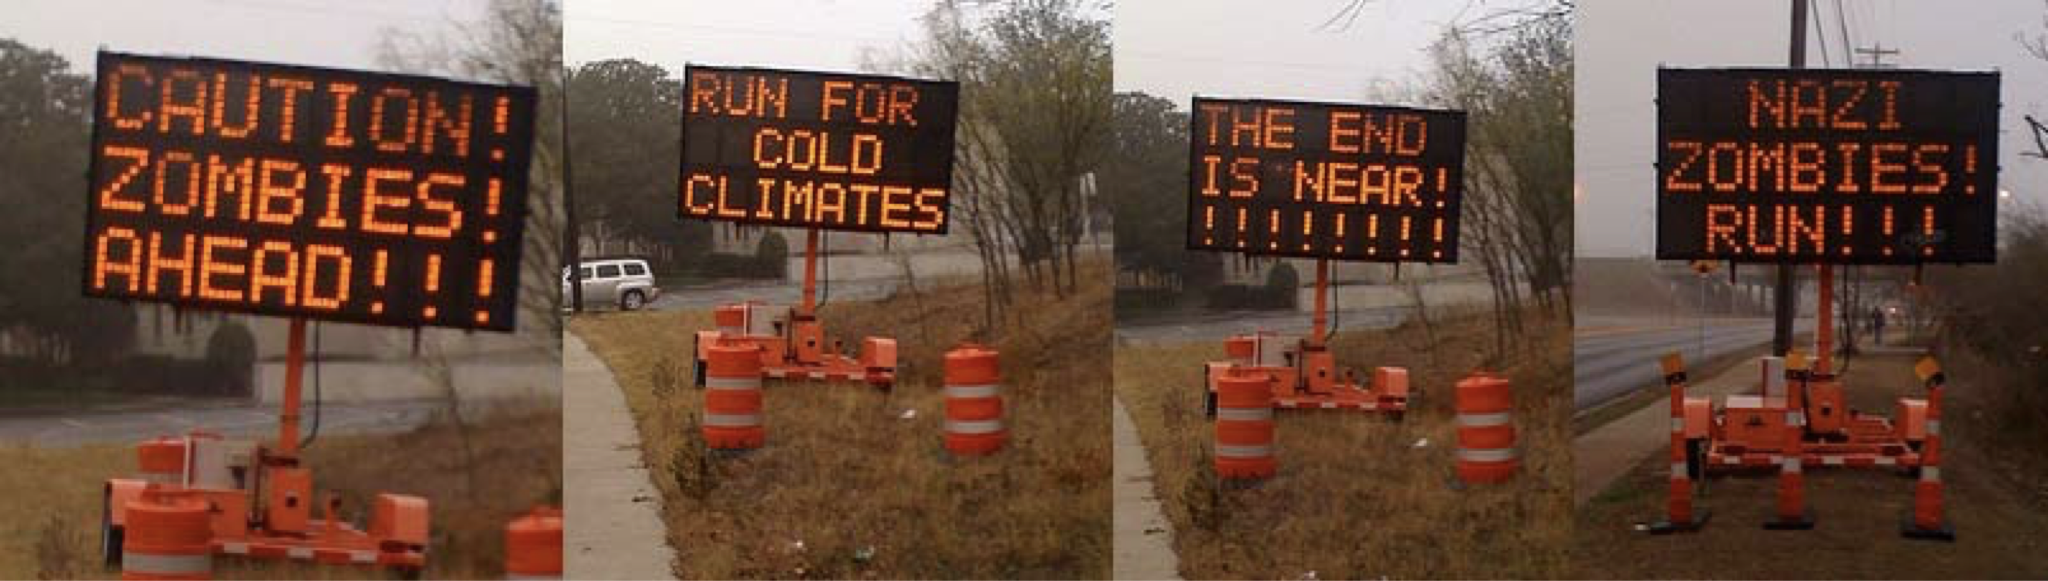 CAUTION!
ZOMBIES!
AHEAD!!!
RUN FOR
COLD
CLIMATES
THE END
IS NEAR!
!!!!!!!!
NAZI
ZOMBIES!
RUN!!!